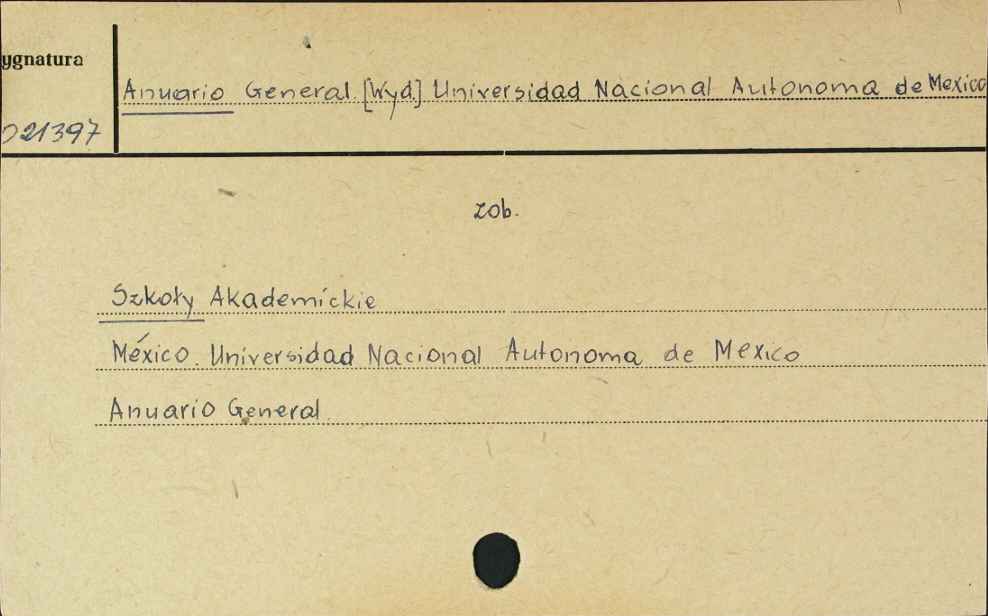 ygnatura
Anuario General [Wyd.] Universidad Nacional Autonoma de Mexico
21397
zob.
Szkoły Akademickie
México. Universidad Nacional Autonoma de Mexico
Anuario General.